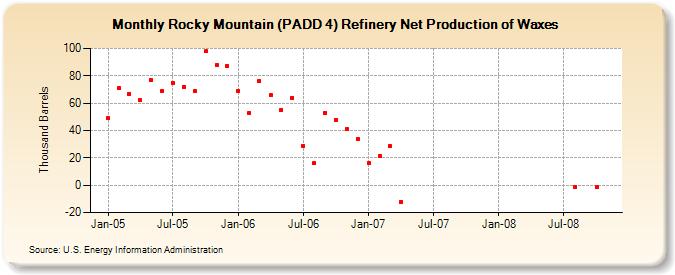 Monthly Rocky Mountain (PADD 4) Refinery Net Production of Waxes
Thousand Barrels
100
80
60
40
20
0
-20
Jan-05 Jul-05 Jan-06 Jul-06 Jan-07 Jul-07 Jan-08 Jul-08
Source: U.S. Energy Information Administration